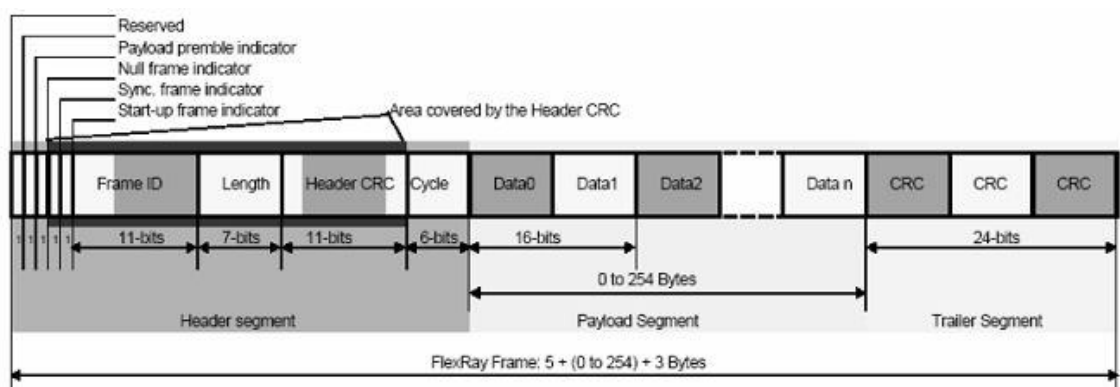 Reserved
Payload premble indicator
Null frame indicator
Sync. frame indicator
Start-up frame indicator
Area covered by the Header CRC
Frame ID
Length
Header CRC
Cycle
Data0
Data1
Data2
Data n
CRC
CRC
CRC
1 1 1 1 1
11-bits
7-bits
11-bits
6-bits
16-bits
24-bits
0 to 254 Bytes
Header segment
Payload Segment
Trailer Segment
FlexRay Frame: 5 + (0 to 254) + 3 Bytes